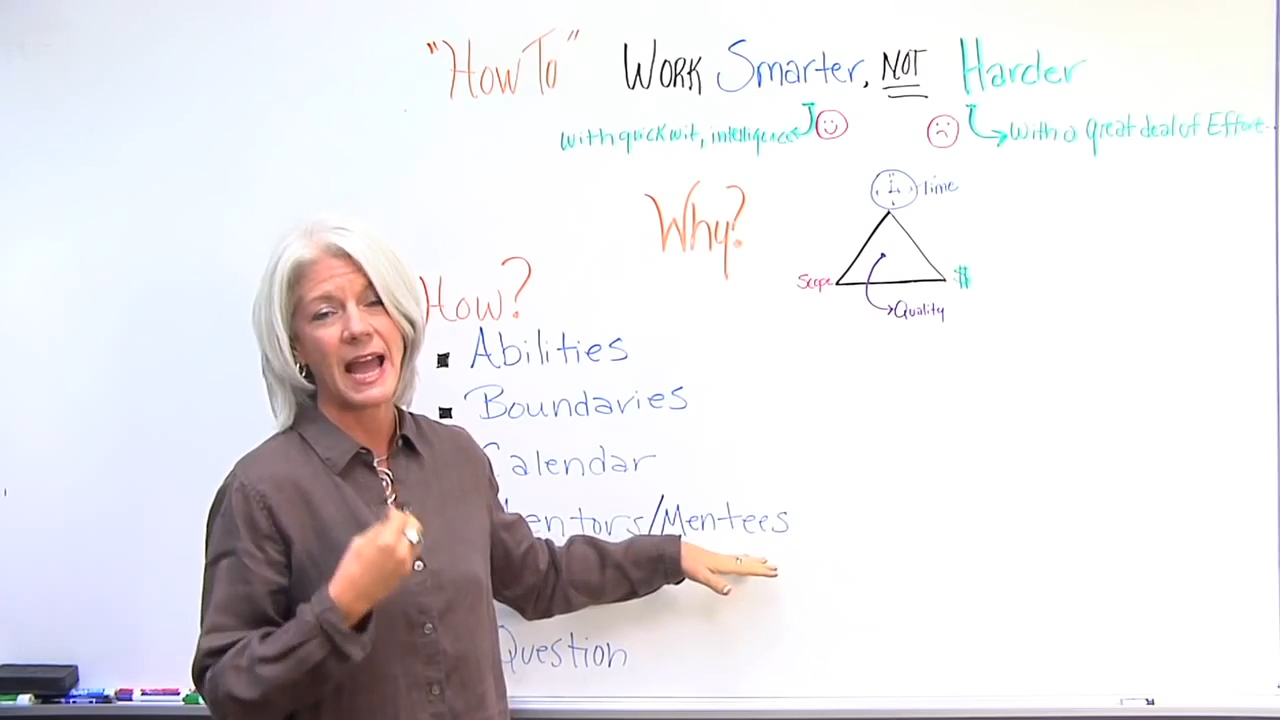 "How To" Work Smarter, NOT Harder
with quick wit, intelligence
With a Great deal of Effort..
Time
Why?
Scope
$
Quality
How?
▪ Abilities
▪ Boundaries
Calendar
entors/Mentees
Question